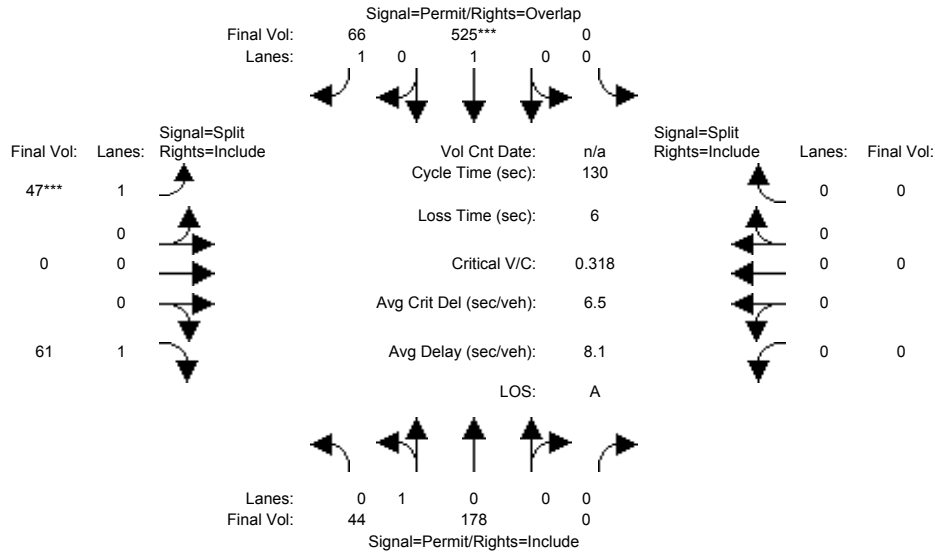 Signal=Permit/Rights=Overlap
Final Vol: 66 525*** 0
Lanes: 1 0 1 0 0
Signal=Split
Final Vol: Lanes: Rights=Include
Vol Cnt Date: n/a
Signal=Split
Rights=Include Lanes: Final Vol:
Cycle Time (sec): 130
47*** 1
0 0
Loss Time (sec): 6
0
0
0 0
Critical V/C: 0.318
0 0
0
Avg Crit Del (sec/veh): 6.5
0
61 1
Avg Delay (sec/veh): 8.1
0 0
LOS: A
Lanes: 0 1 0 0 0
Final Vol: 44 178 0
Signal=Permit/Rights=Include